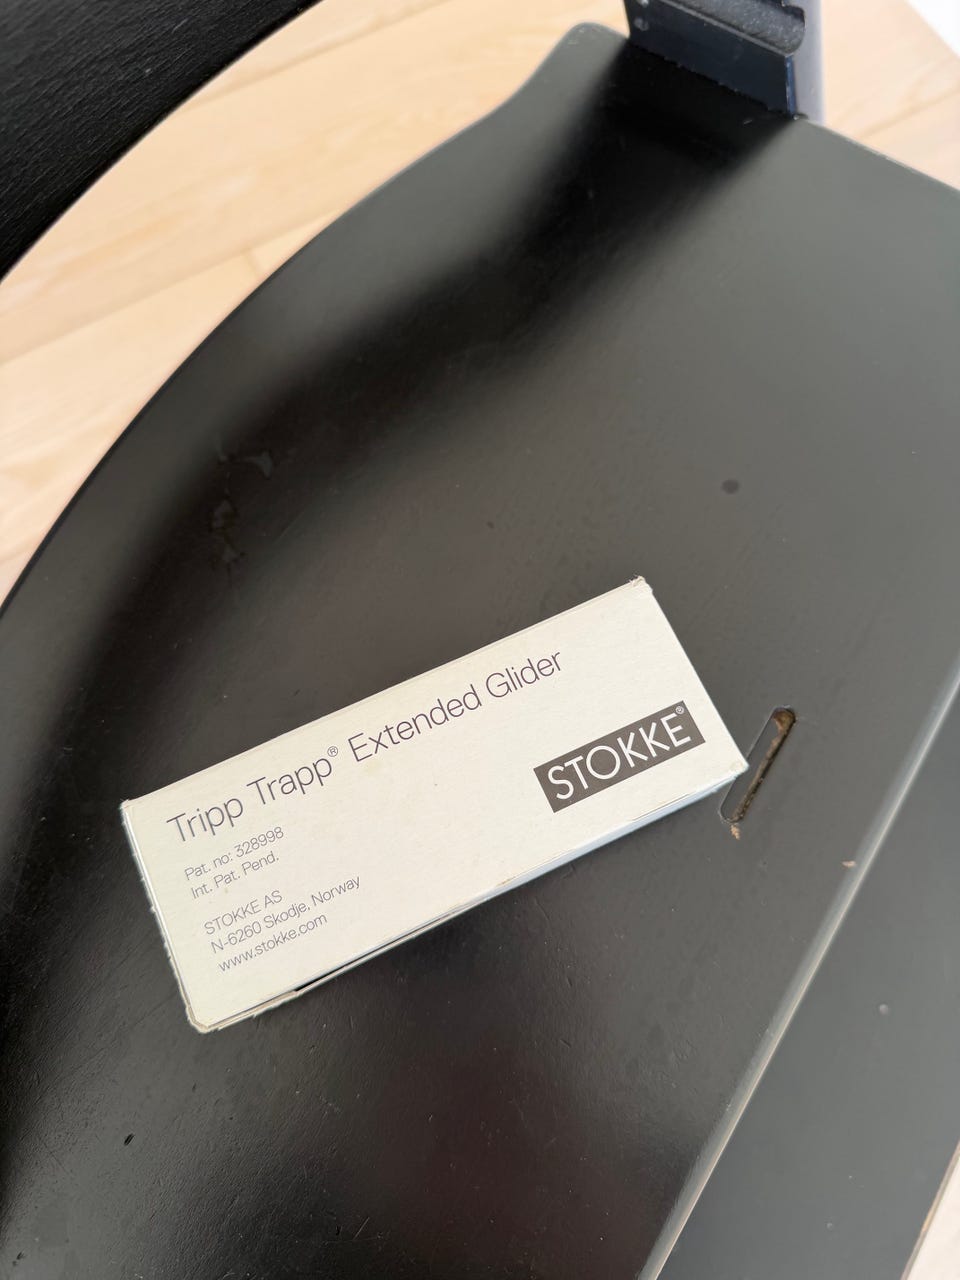 Tripp Trapp® Extended Glider
Pat. no: 328998
Int. Pat. Pend.
STOKKE®
STOKKE AS
N-6260 Skodje, Norway
www.stokke.com